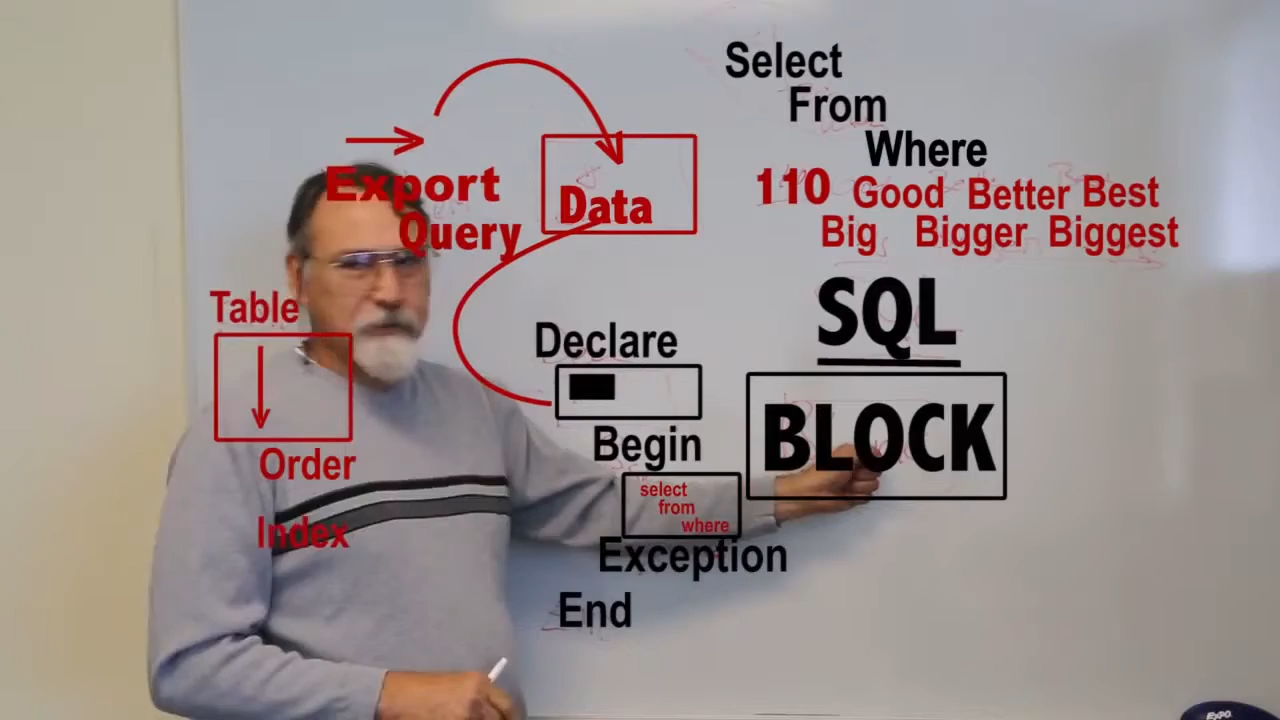 Select
From
Where
110 Good Better Best
Big Bigger Biggest
Export
Query
Data
Table
Order
Index
SQL
BLOCK
Declare
Begin
select
from
where
Exception
End
EXPO